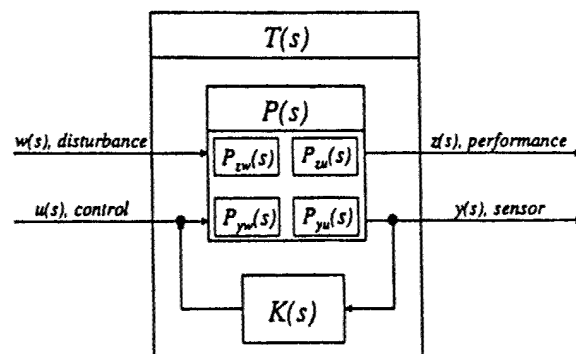 T(s)
P(s)
w(s), disturbance
P_zw(s) P_zu(s)
z(s), performance
u(s), control
P_yw(s) P_yu(s)
y(s), sensor
K(s)